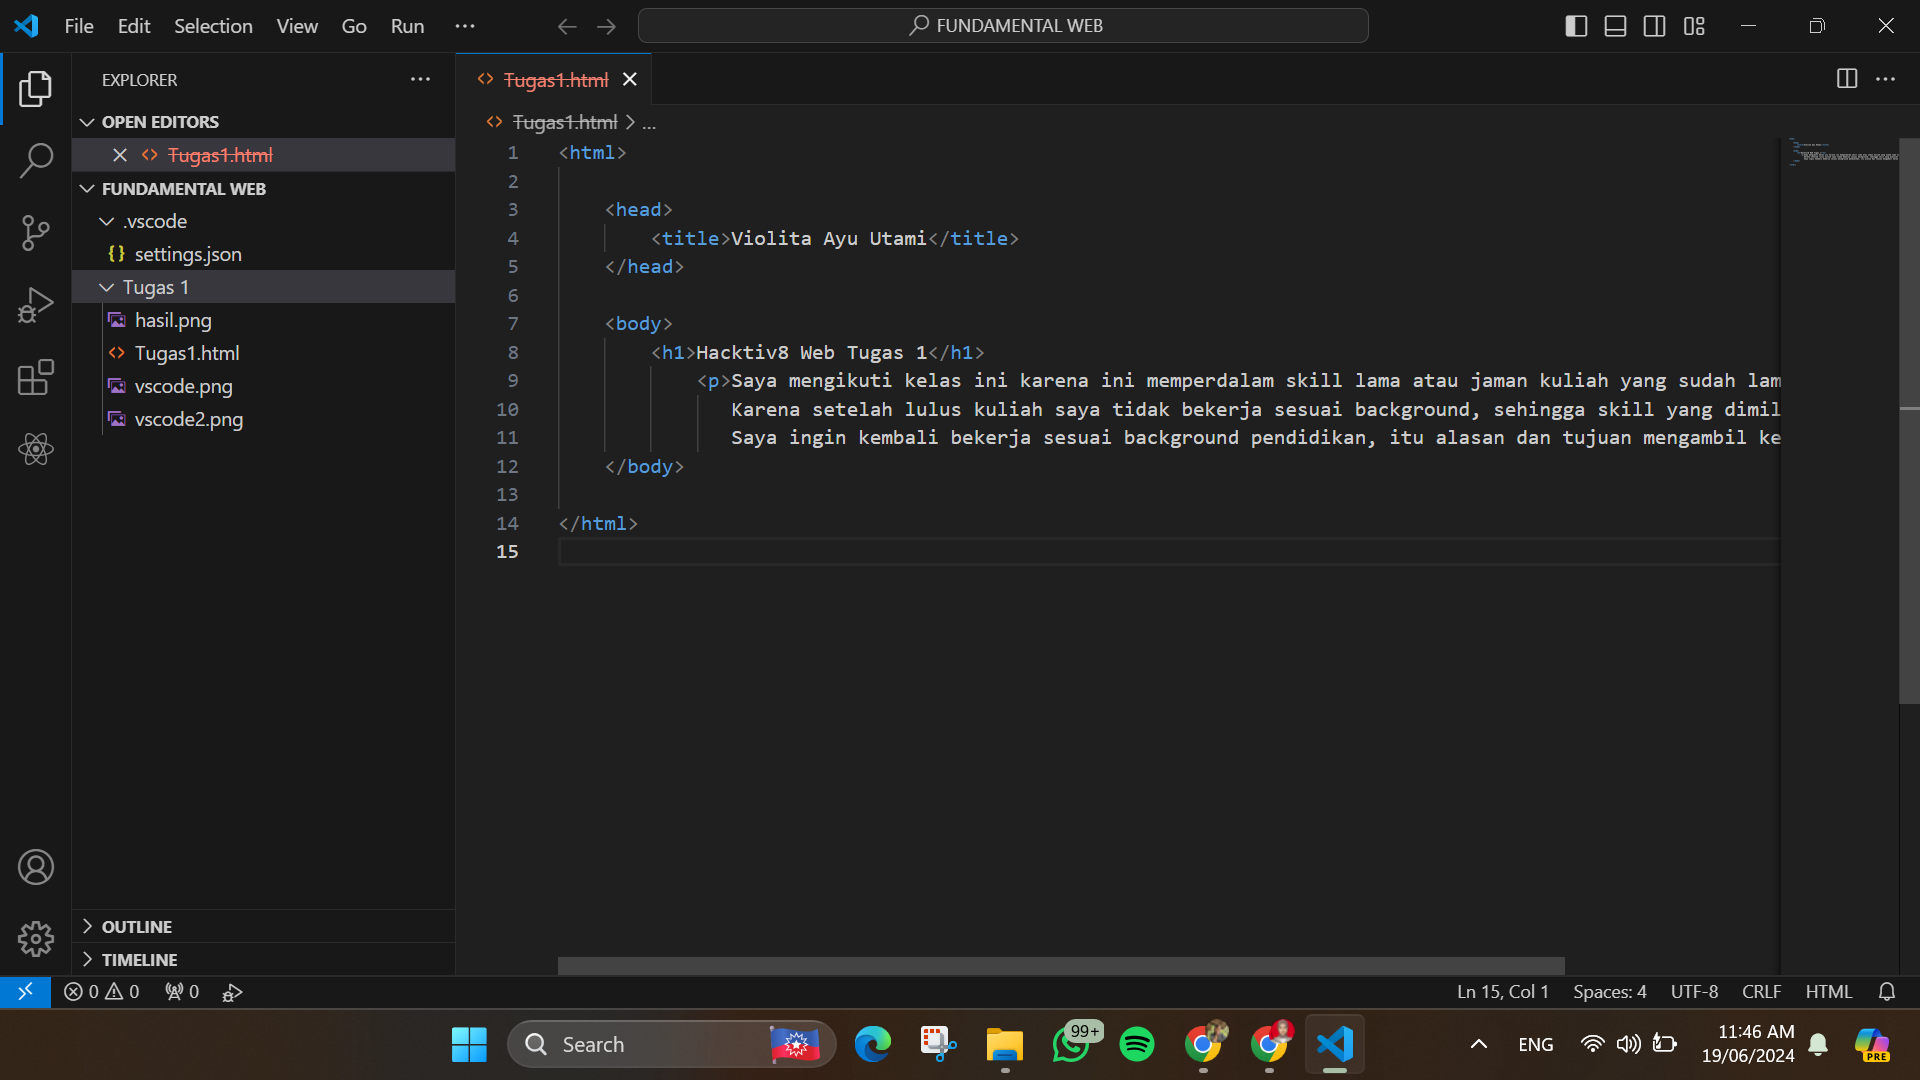 File Edit Selection View Go Run ... FUNDAMENTAL WEB
EXPLORER ...
OPEN EDITORS
Tugas1.html
FUNDAMENTAL WEB
.vscode
settings.json
Tugas 1
hasil.png
Tugas1.html
vscode.png
vscode2.png
OUTLINE
TIMELINE
Tugas1.html
Tugas1.html > ...
1 <html>
2
3 <head>
4 <title>Violita Ayu Utami</title>
5 </head>
6
7 <body>
8 <h1>Hacktiv8 Web Tugas 1</h1>
9 <p>Saya mengikuti kelas ini karena ini memperdalam skill lama atau jaman kuliah yang sudah lam
10 Karena setelah lulus kuliah saya tidak bekerja sesuai background, sehingga skill yang dimil
11 Saya ingin kembali bekerja sesuai background pendidikan, itu alasan dan tujuan mengambil ke
12 </body>
13
14 </html>
15
0 0 0 Ln 15, Col 1 Spaces: 4 UTF-8 CRLF HTML
Search 99+ ENG 11:46 AM
19/06/2024 PRE